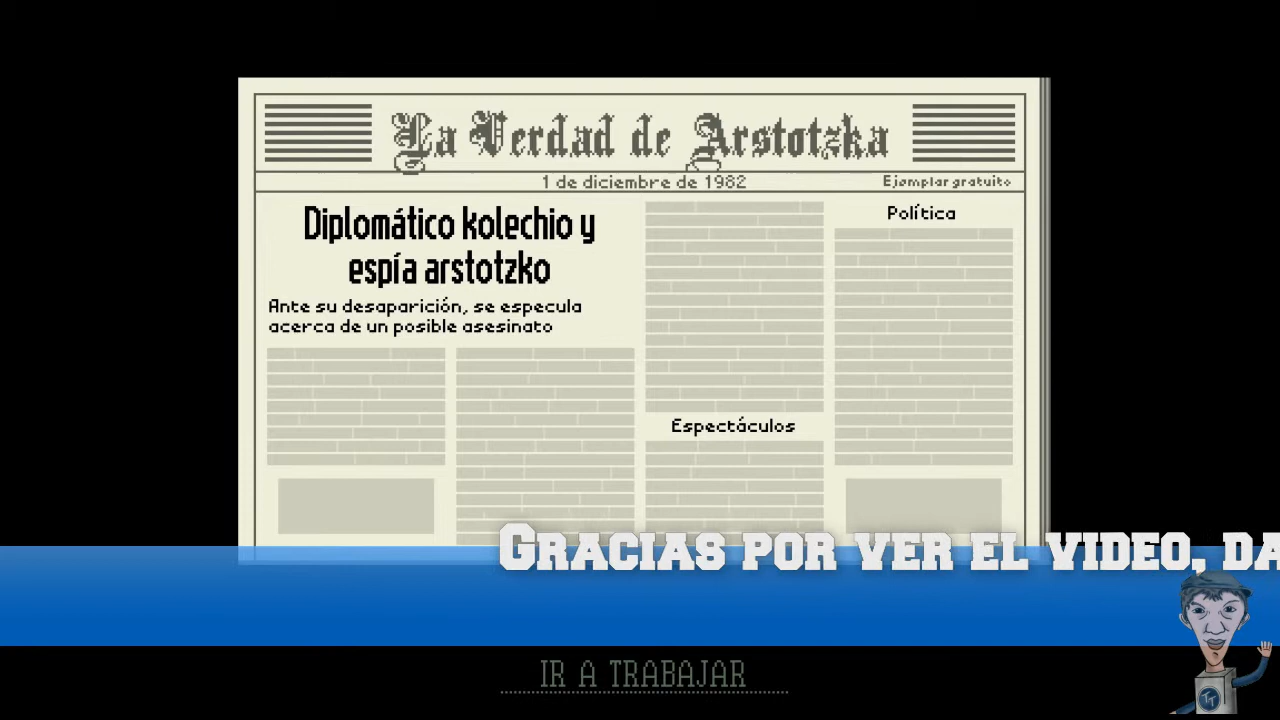 La Verdad de Arstotzka
1 de diciembre de 1982
Ejemplar gratuito
Diplomático kolechio y
espía arstotzko
Ante su desaparición, se especula
acerca de un posible asesinato
Política
Espectáculos
GRACIAS POR VER EL VIDEO, DA
IR A TRABAJAR
TT